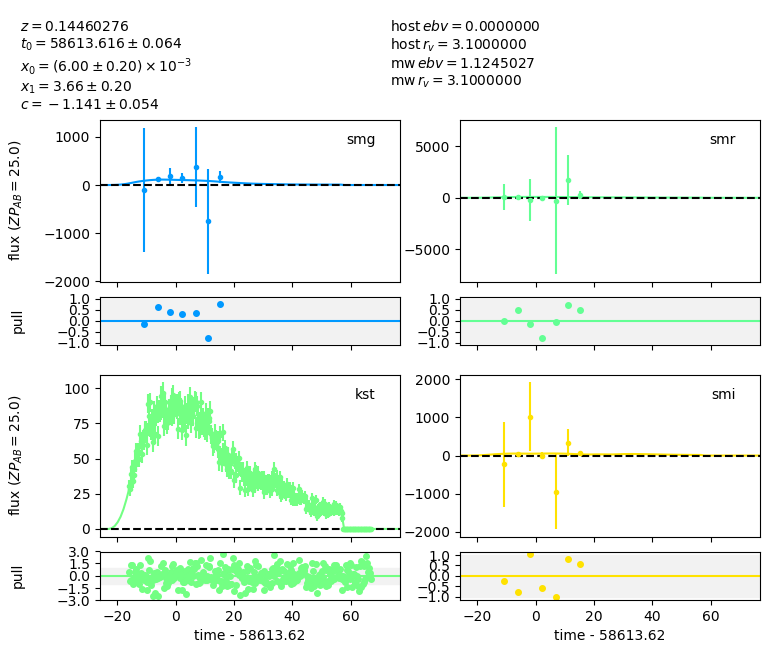 z = 0.14460276
t₀ = 58613.616 ± 0.064
x₀ = (6.00 ± 0.20) × 10⁻³
x₁ = 3.66 ± 0.20
c = −1.141 ± 0.054
host ebv = 0.0000000
host r_v = 3.1000000
mw ebv = 1.1245027
mw r_v = 3.1000000
smg
flux (ZP_AB = 25.0)
1000
0
−1000
−2000
smr
5000
0
−5000
pull
1.0
0.5
0.0
−0.5
−1.0
1.0
0.5
0.0
−0.5
−1.0
kst
flux (ZP_AB = 25.0)
100
75
50
25
0
smi
2000
1000
0
−1000
−2000
pull
3.0
1.5
0.0
−1.5
−3.0
1.0
0.5
0.0
−0.5
−1.0
−20 0 20 40 60
−20 0 20 40 60
time - 58613.62
time - 58613.62